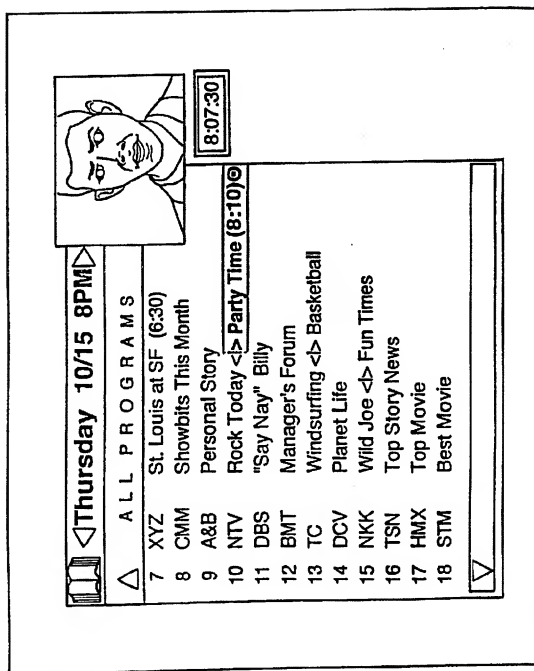 ◁Thursday 10/15 8PM▷
8:07:30
△ ALL PROGRAMS
7 XYZ St. Louis at SF (6:30)
8 CMM Showbits This Month
9 A&B Personal Story
10 NTV Rock Today <I> Party Time (8:10)⊙
11 DBS "Say Nay" Billy
12 BMT Manager's Forum
13 TC Windsurfing <I> Basketball
14 DCV Planet Life
15 NKK Wild Joe <I> Fun Times
16 TSN Top Story News
17 HMX Top Movie
18 STM Best Movie
▽